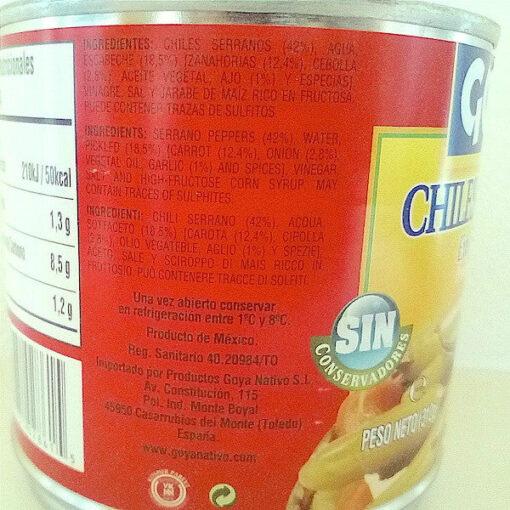 INGREDIENTES: CHILES SERRANOS (42%), AGUA,
ESCABECHE (18,5%) [ZANAHORIAS (12,4%), CEBOLLA
(2,8%), ACEITE VEGETAL, AJO (1%) Y ESPECIAS],
VINAGRE, SAL Y JARABE DE MAIZ RICO EN FRUCTOSA.
PUEDE CONTENER TRAZAS DE SULFITOS.
INGREDIENTS: SERRANO PEPPERS (42%), WATER,
PICKLED (18.5%) [CARROT (12.4%), ONION (2.8%),
VEGETAL OIL, GARLIC (1%) AND SPICES], VINEGAR,
AND HIGH-FRUCTOSE CORN SYRUP. MAY
CONTAIN TRACES OF SULPHITES.
INGREDIENTI: CHILI SERRANO (42%), ACQUA,
SOTTACETO (18,5%) [CAROTA (12,4%), CIPOLLA
(2,8%), OLIO VEGATEBLE, AGLIO (1%) Y SPEZIE],
ACETO, SALE Y SCIROPPO DI MAIS RICCO IN
FRUTTOSIO. PUÒ CONTENERE TRACCE DI SOLFITI.
Una vez abierto conservar
en refrigeración entre 1ºC y 8ºC.
Producto de México.
Reg. Sanitario 40.20984/TO
Importado por Productos Goya Nativo S.L
Av. Constitución, 115
Pol. Ind. Monte Boyal
45950 Casarrubios del Monte (Toledo)
España.
www.goyanativo.com
210kJ / 50kcal
1,3 g
8,5 g
1,2 g
CHILE
SIN
CONSERVADORES
PESO NETO